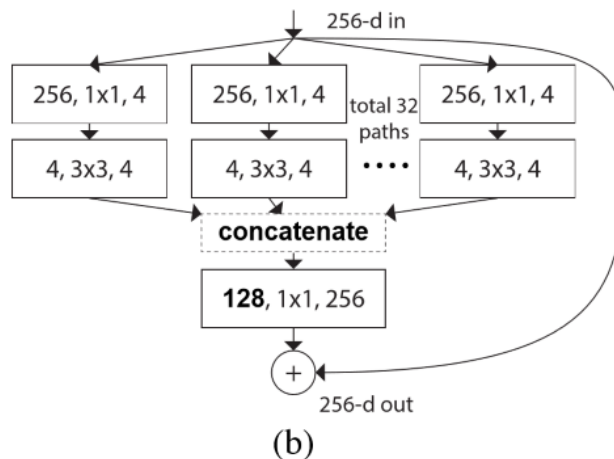 256-d in
256, 1x1, 4
256, 1x1, 4
256, 1x1, 4
total 32
paths
4, 3x3, 4
4, 3x3, 4
....
4, 3x3, 4
concatenate
128, 1x1, 256
+
256-d out
(b)